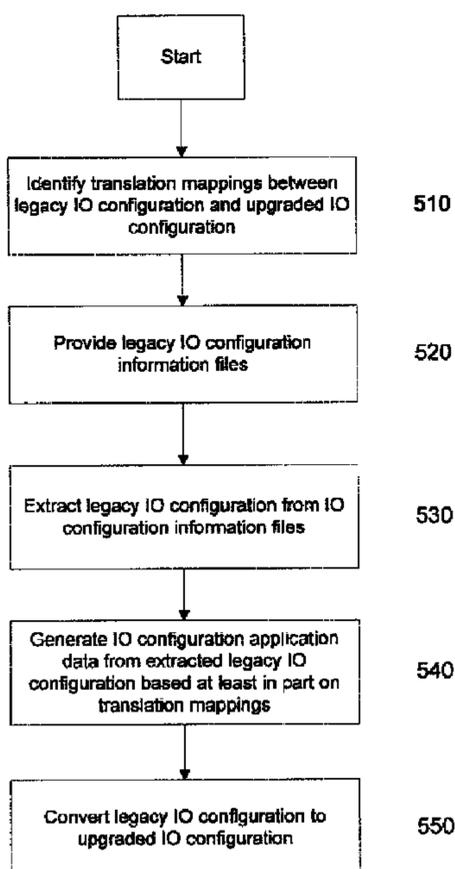 Start
Identify translation mappings between
legacy IO configuration and upgraded IO
configuration
510
Provide legacy IO configuration
information files
520
Extract legacy IO configuration from IO
configuration information files
530
Generate IO configuration application
data from extracted legacy IO
configuration based at least in part on
translation mappings
540
Convert legacy IO configuration to
upgraded IO configuration
550